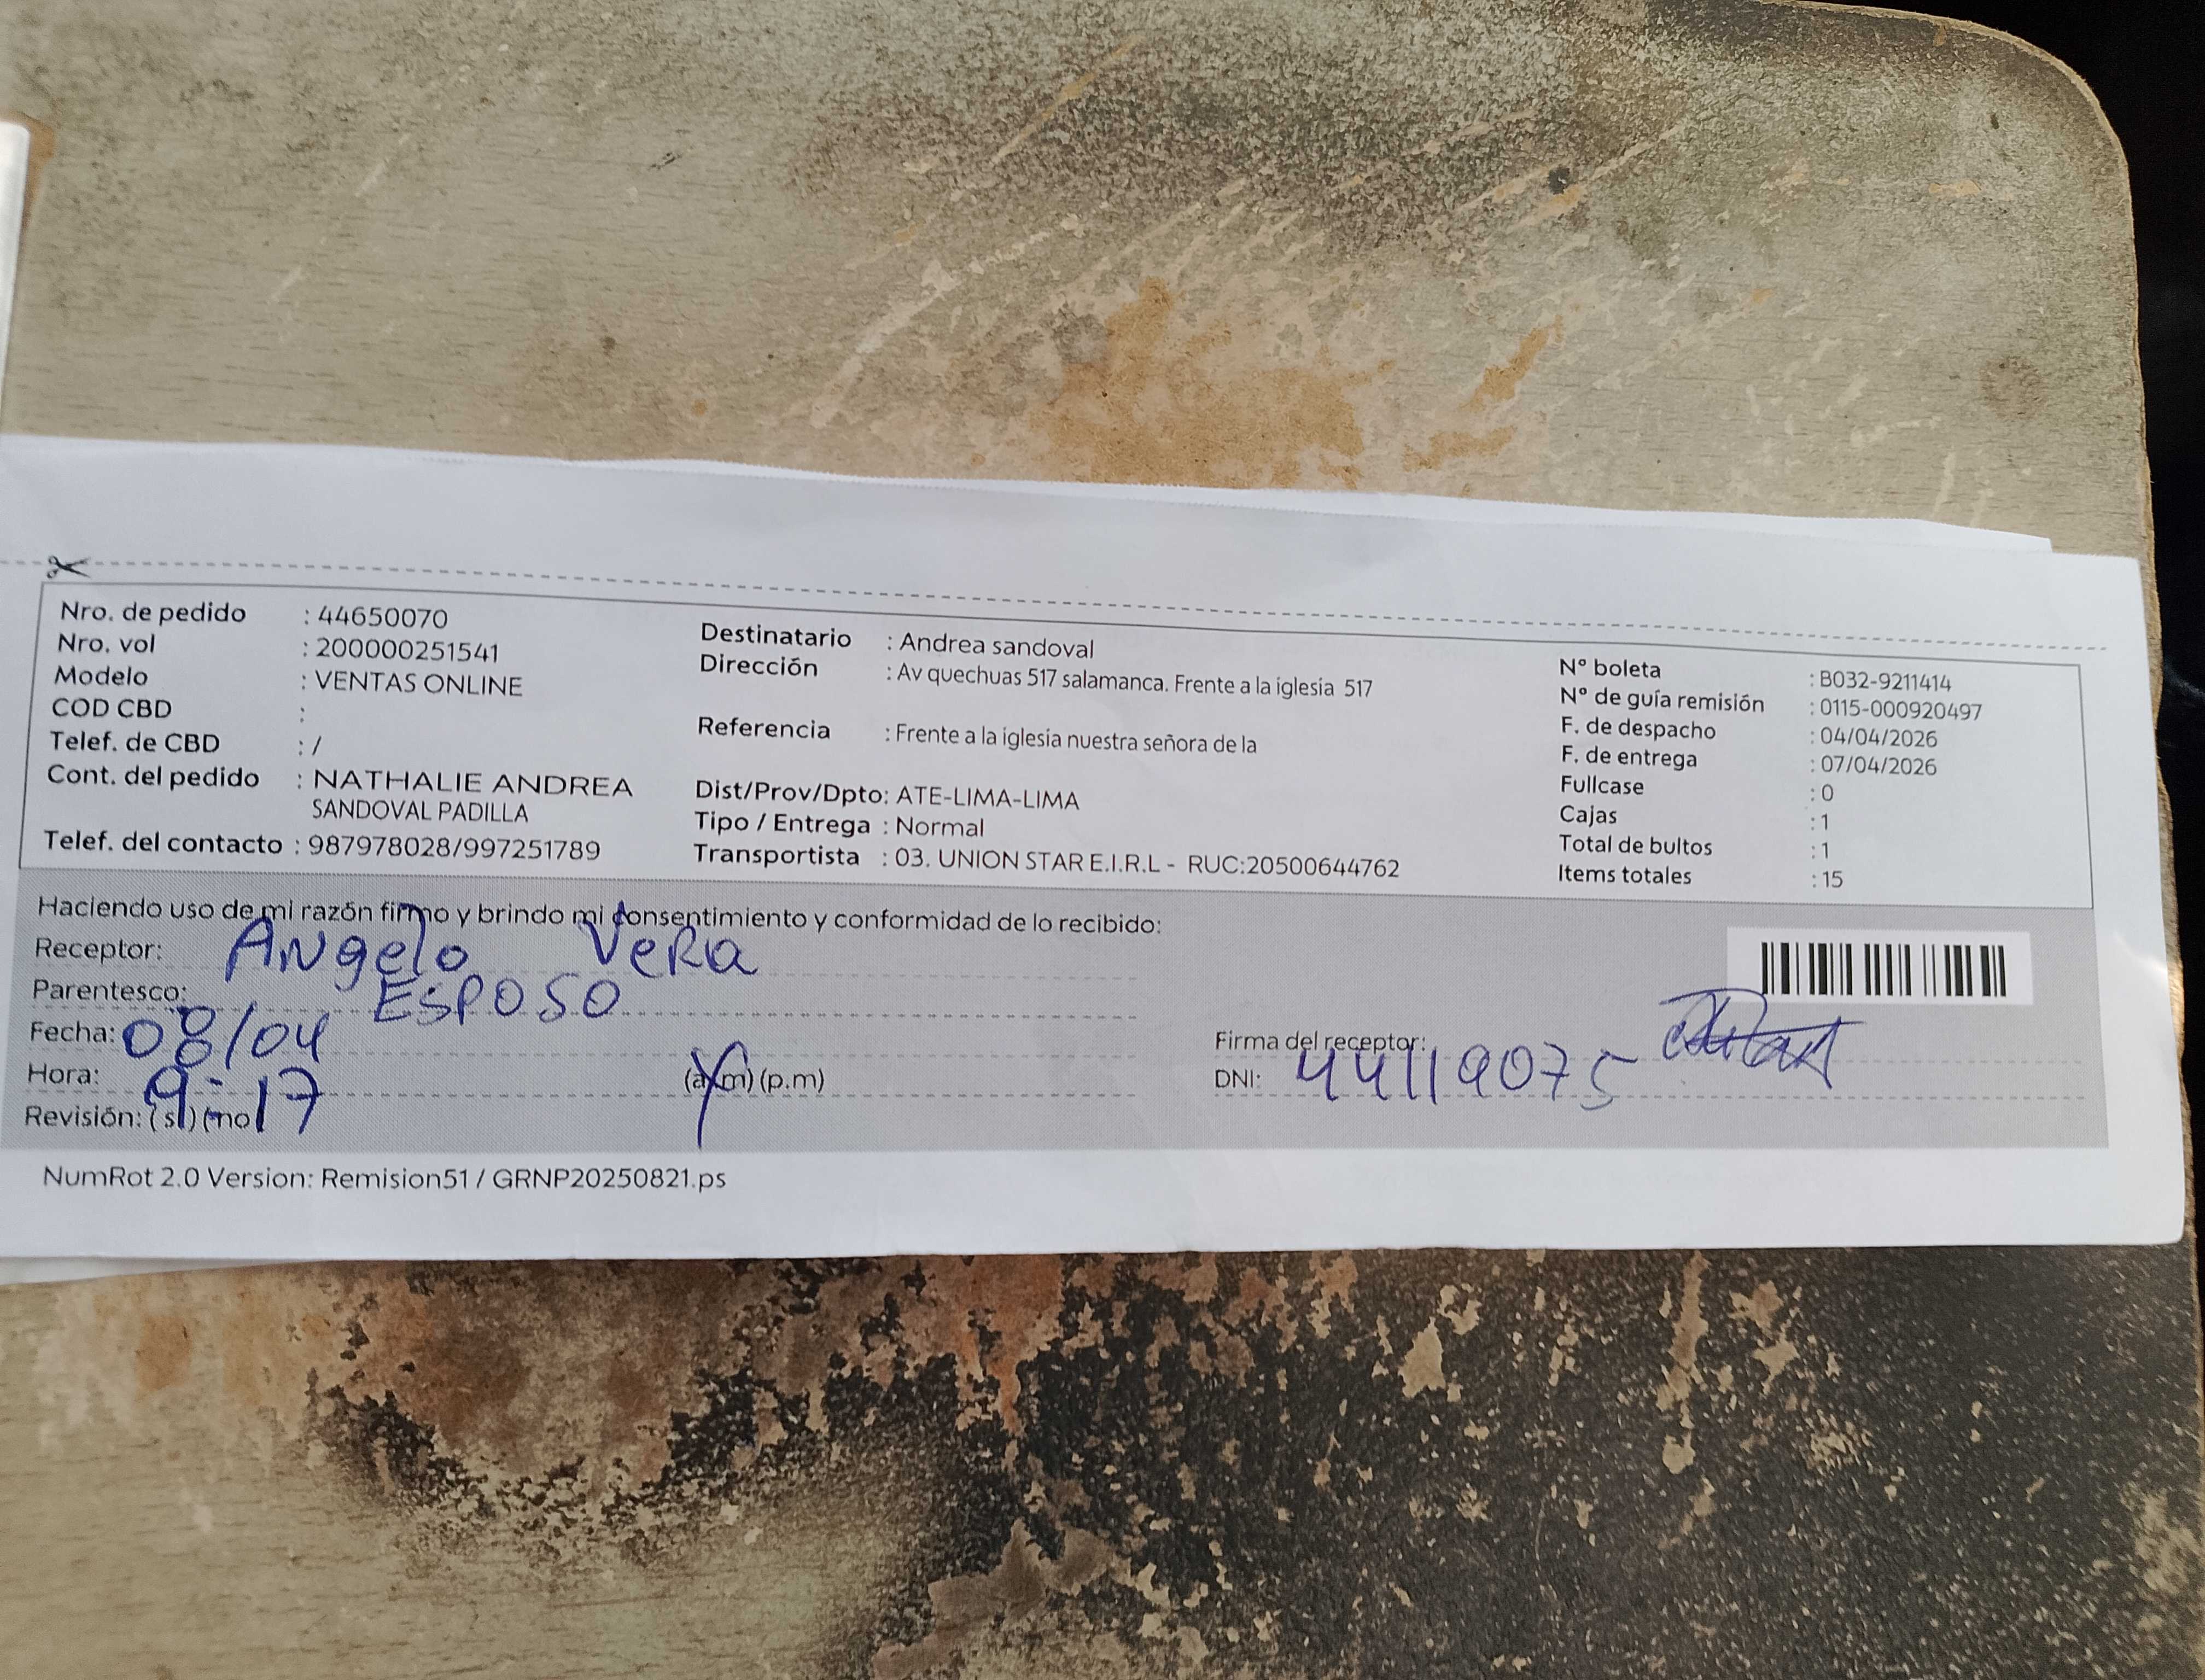 Nro. de pedido : 44650070
Nro. vol : 200000251541
Modelo : VENTAS ONLINE
COD CBD :
Telef. de CBD : /
Cont. del pedido : NATHALIE ANDREA
SANDOVAL PADILLA
Telef. del contacto : 987978028/997251789
Destinatario : Andrea sandoval
Dirección : Av quechuas 517 salamanca. Frente a la iglesia 517
Referencia : Frente a la iglesia nuestra señora de la
Dist/Prov/Dpto: ATE-LIMA-LIMA
Tipo / Entrega : Normal
Transportista : 03. UNION STAR E.I.R.L - RUC:20500644762
N° boleta : B032-9211414
N° de guía remisión : 0115-000920497
F. de despacho : 04/04/2026
F. de entrega : 07/04/2026
Fullcase : 0
Cajas : 1
Total de bultos : 1
Items totales : 15
Haciendo uso de mi razón firmo y brindo mi consentimiento y conformidad de lo recibido:
Receptor: Angelo Vera
Parentesco: ESPOSO
Fecha: 08/04
Hora: 9:17 (a.m) (p.m)
Revisión: (si) (no)
Firma del receptor:
DNI: 44119075
NumRot 2.0 Version: Remision51 / GRNP20250821.ps